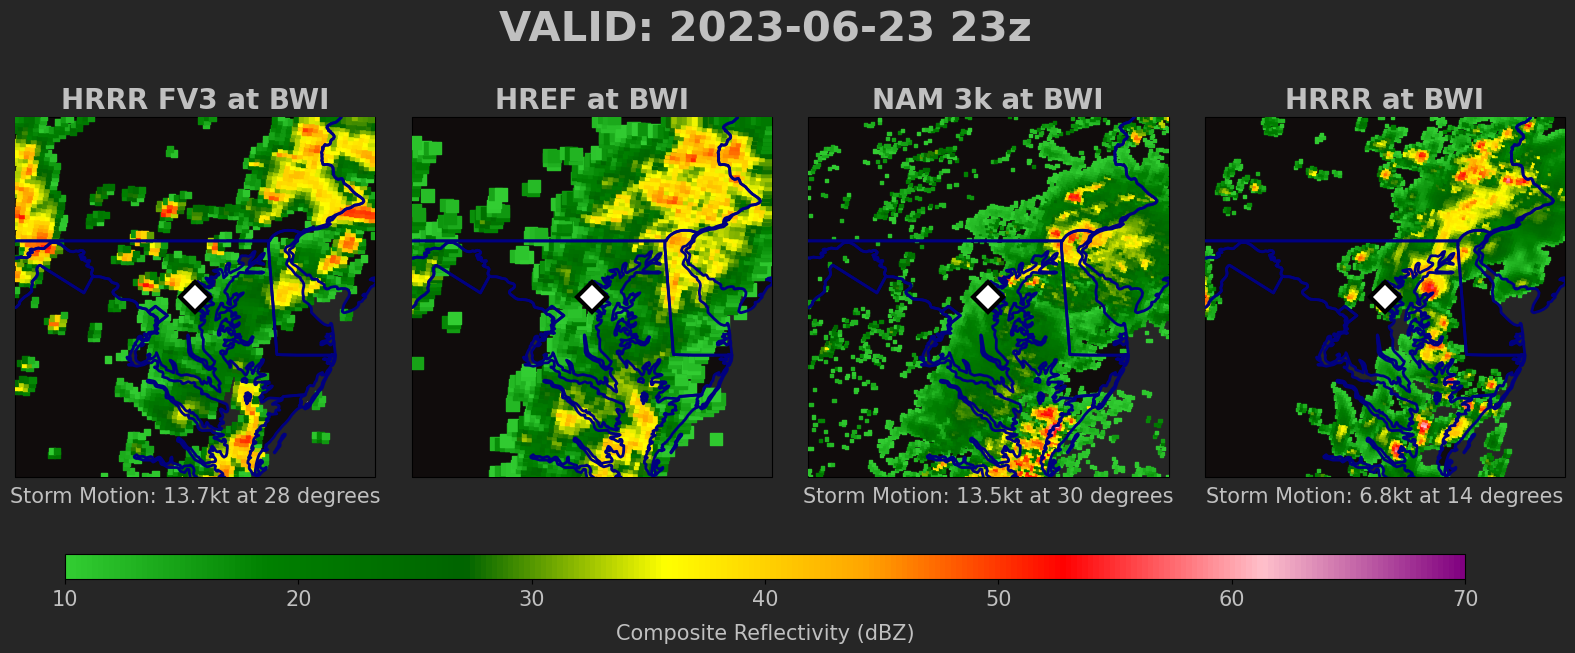 VALID: 2023-06-23 23z
HRRR FV3 at BWI
HREF at BWI
NAM 3k at BWI
HRRR at BWI
Storm Motion: 13.7kt at 28 degrees
Storm Motion: 13.5kt at 30 degrees
Storm Motion: 6.8kt at 14 degrees
10 20 30 40 50 60 70
Composite Reflectivity (dBZ)